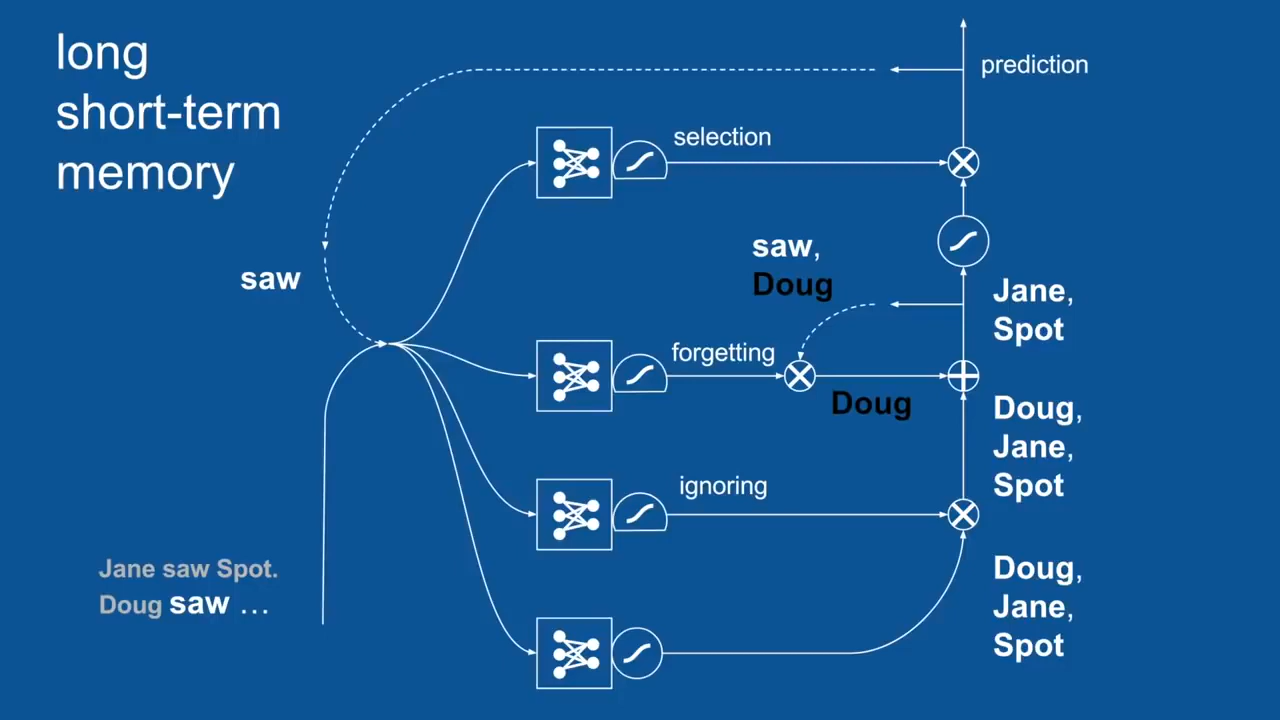 long
short-term
memory
prediction
selection
saw,
Doug
saw
Jane,
Spot
forgetting
Doug
Doug,
Jane,
Spot
ignoring
Jane saw Spot.
Doug saw ...
Doug,
Jane,
Spot